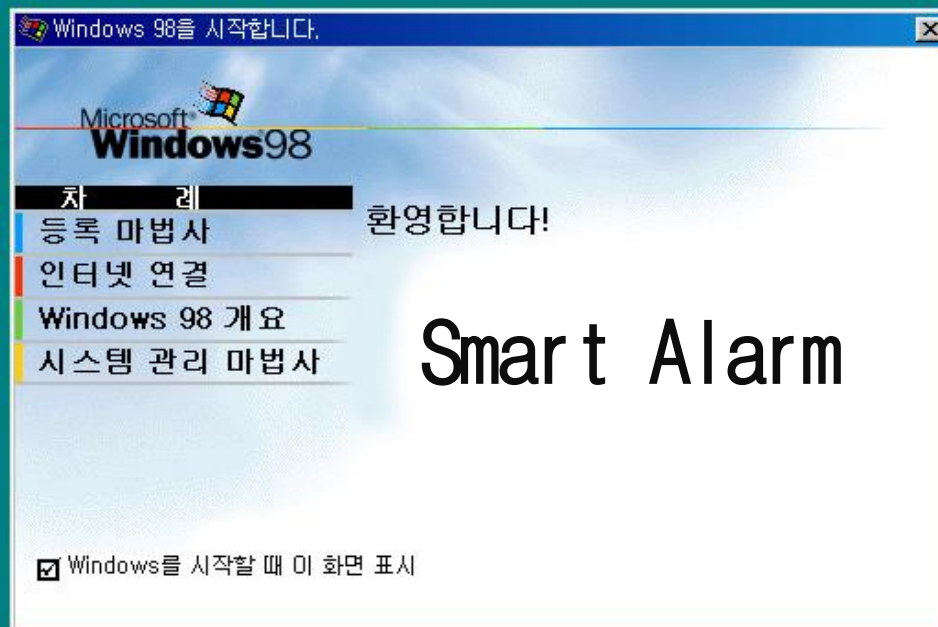 Windows 98을 시작합니다.
Microsoft
Windows98
차 례
등록 마법사
인터넷 연결
Windows 98 개요
시스템 관리 마법사
환영합니다!
Smart Alarm
Windows를 시작할 때 이 화면 표시